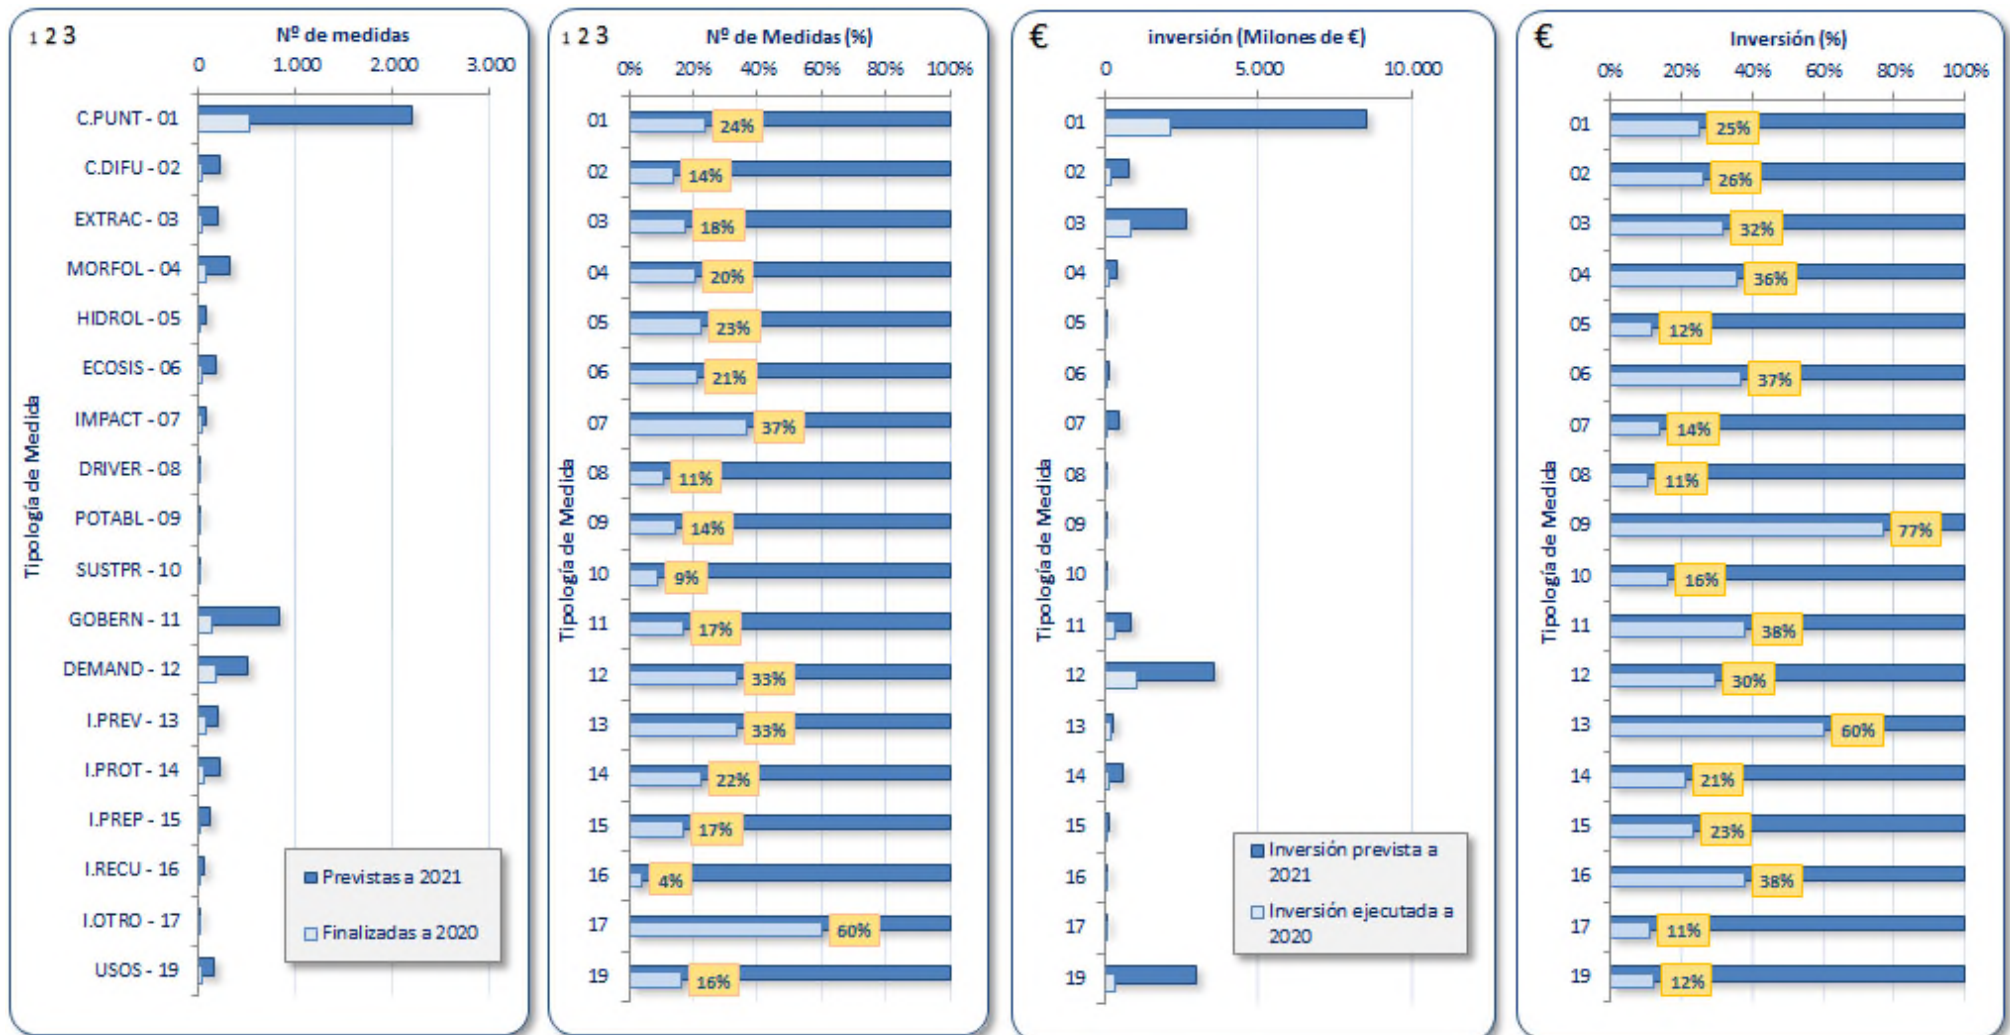 1 2 3
Nº de medidas
0 1.000 2.000 3.000
Tipología de Medida
C.PUNT - 01
C.DIFU - 02
EXTRAC - 03
MORFOL - 04
HIDROL - 05
ECOSIS - 06
IMPACT - 07
DRIVER - 08
POTABL - 09
SUSTPR - 10
GOBERN - 11
DEMAND - 12
I.PREV - 13
I.PROT - 14
I.PREP - 15
I.RECU - 16
I.OTRO - 17
USOS - 19
Previstas a 2021
Finalizadas a 2020
1 2 3
Nº de Medidas (%)
0% 20% 40% 60% 80% 100%
Tipología de Medida
01 24%
02 14%
03 18%
04 20%
05 23%
06 21%
07 37%
08 11%
09 14%
10 9%
11 17%
12 33%
13 33%
14 22%
15 17%
16 4%
17 60%
19 16%
€
inversión (Milones de €)
0 5.000 10.000
Tipología de Medida
01
02
03
04
05
06
07
08
09
10
11
12
13
14
15
16
17
19
Inversión prevista a
2021
Inversión ejecutada a
2020
€
Inversión (%)
0% 20% 40% 60% 80% 100%
Tipología de Medida
01 25%
02 26%
03 32%
04 36%
05 12%
06 37%
07 14%
08 11%
09 77%
10 16%
11 38%
12 30%
13 60%
14 21%
15 23%
16 38%
17 11%
19 12%